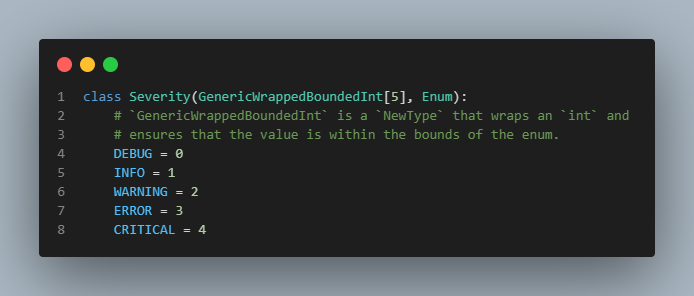 1 class Severity(GenericWrappedBoundedInt[5], Enum):
2     # `GenericWrappedBoundedInt` is a `NewType` that wraps an `int` and
3     # ensures that the value is within the bounds of the enum.
4     DEBUG = 0
5     INFO = 1
6     WARNING = 2
7     ERROR = 3
8     CRITICAL = 4